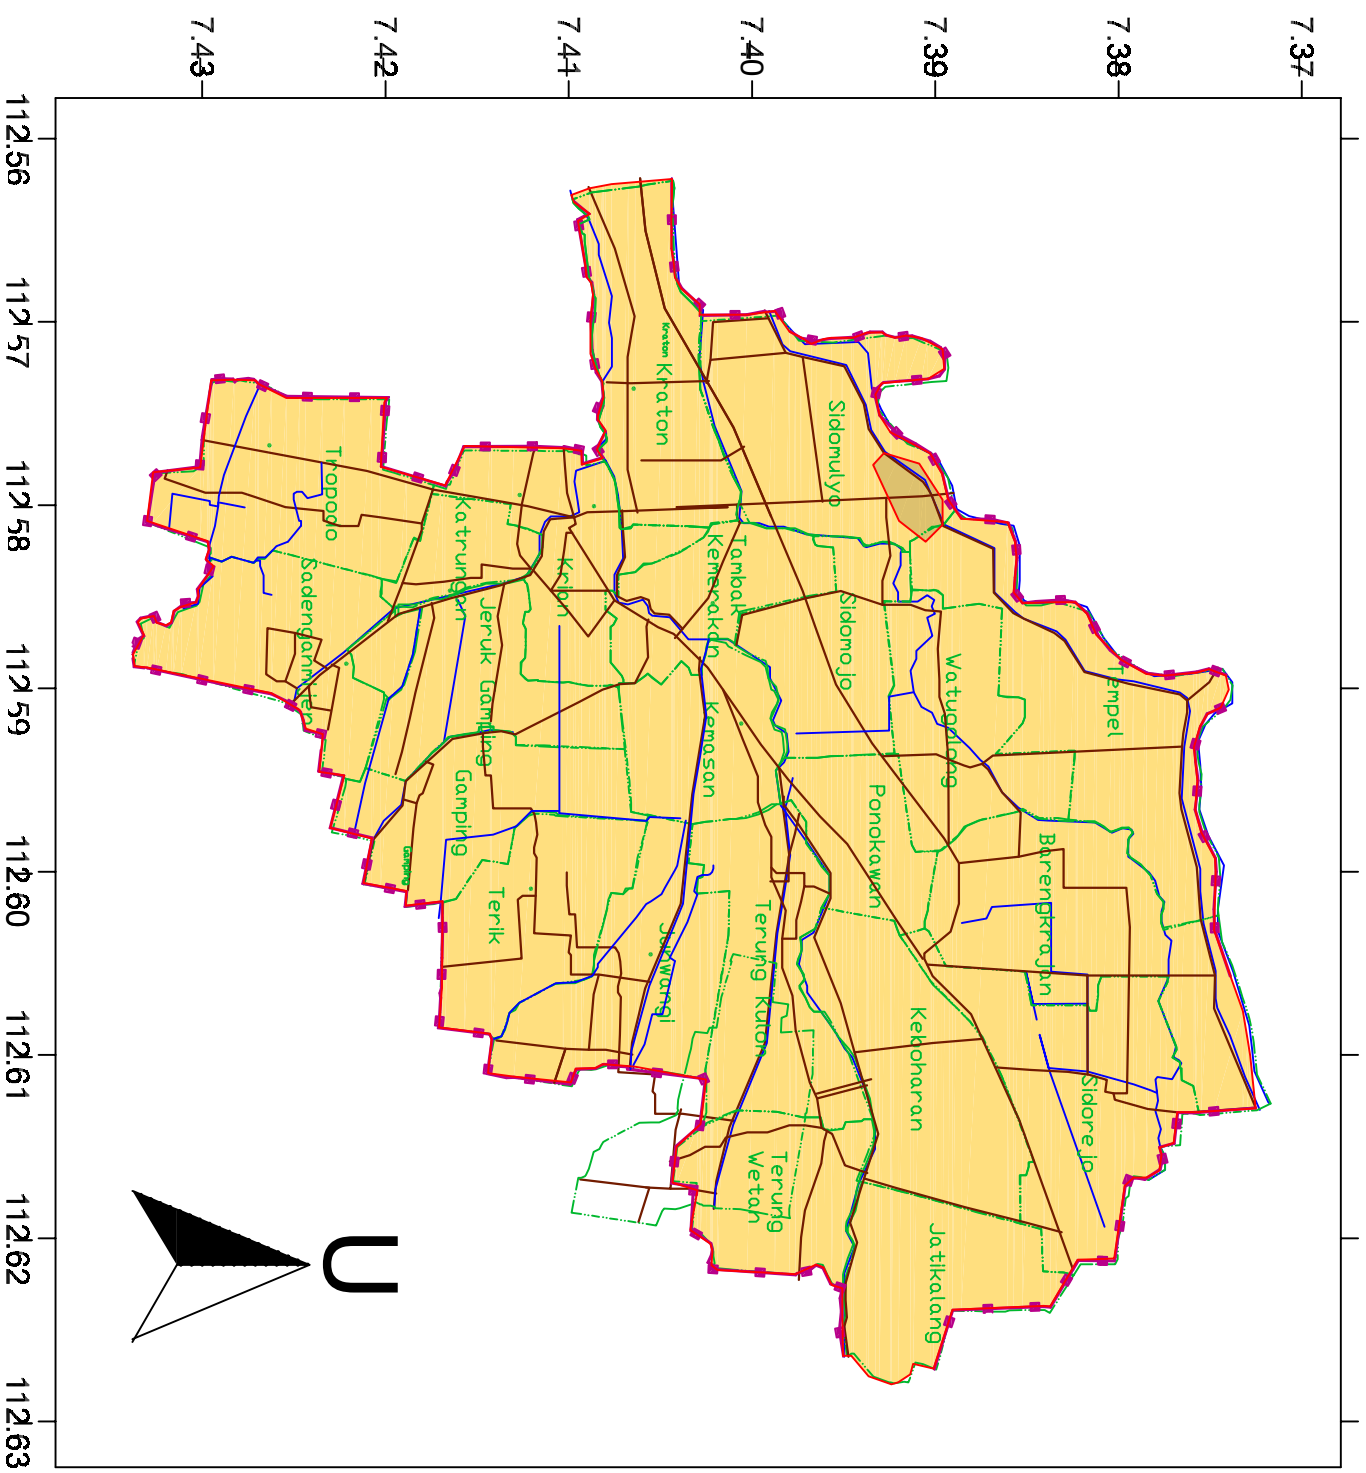 7.43
7.42
7.41
7.40
7.39
7.38
7.37
112.56
112.57
112.58
112.59
112.60
112.61
112.62
112.63
Kraton
Kraton
Sidomulyo
Tropodo
Katrungan
Krian
Tambak
Kemerakan
Sidomojo
Watugolong
Tempel
Jeruk Gamping
Kemasan
Gamping
Gamping
Ponokawan
Barengkrajan
Terik
Junwangi
Terung Kulon
Keboharan
Sidorejo
Terung
Wetan
Jatikalang
U